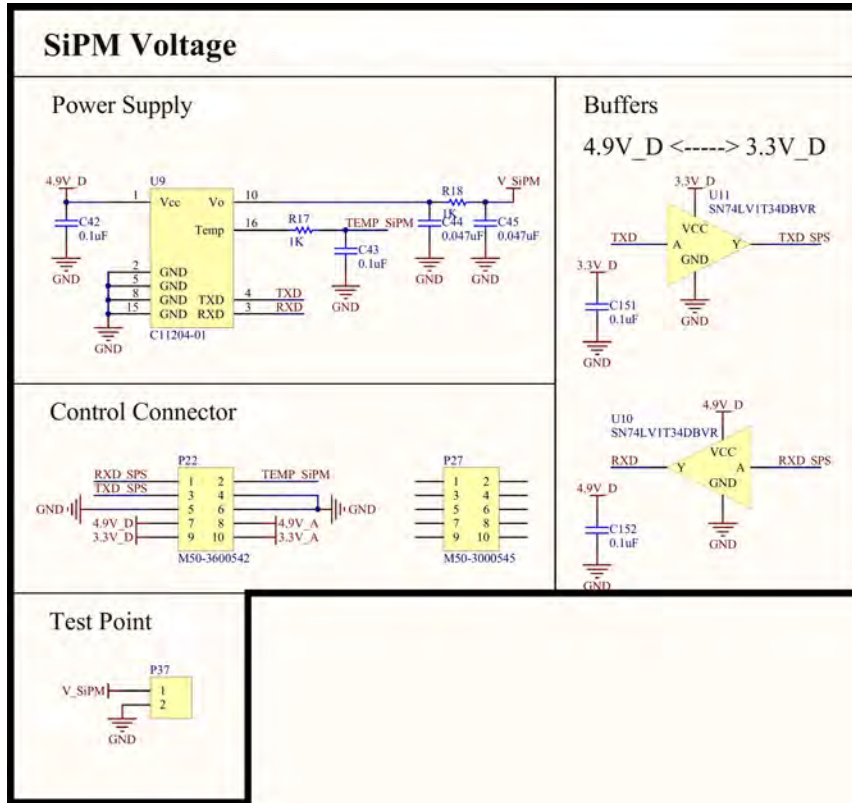 SiPM Voltage
Power Supply
4.9V_D
U9
1 Vcc Vo 10
R18
1K
V_SiPM
C42
0.1uF
GND
Temp 16
R17
1K
TEMP_SiPM
C43
0.1uF
GND
C44
0.047uF
GND
C45
0.047uF
GND
2 GND
5 GND
8 GND TXD 4 TXD
15 GND RXD 3 RXD
GND
C11204-01
Buffers
4.9V_D <-----> 3.3V_D
3.3V_D
U11
SN74LV1T34DBVR
TXD A VCC Y TXD_SPS
GND
GND
3.3V_D
C151
0.1uF
GND
4.9V_D
U10
SN74LV1T34DBVR
RXD Y VCC A RXD_SPS
GND
GND
4.9V_D
C152
0.1uF
GND
Control Connector
P22
RXD_SPS 1 2 TEMP_SiPM
TXD_SPS 3 4
GND 5 6 GND
4.9V_D 7 8 4.9V_A
3.3V_D 9 10 3.3V_A
M50-3600542
P27
1 2
3 4
5 6
7 8
9 10
M50-3000545
Test Point
P37
V_SiPM 1
2
GND